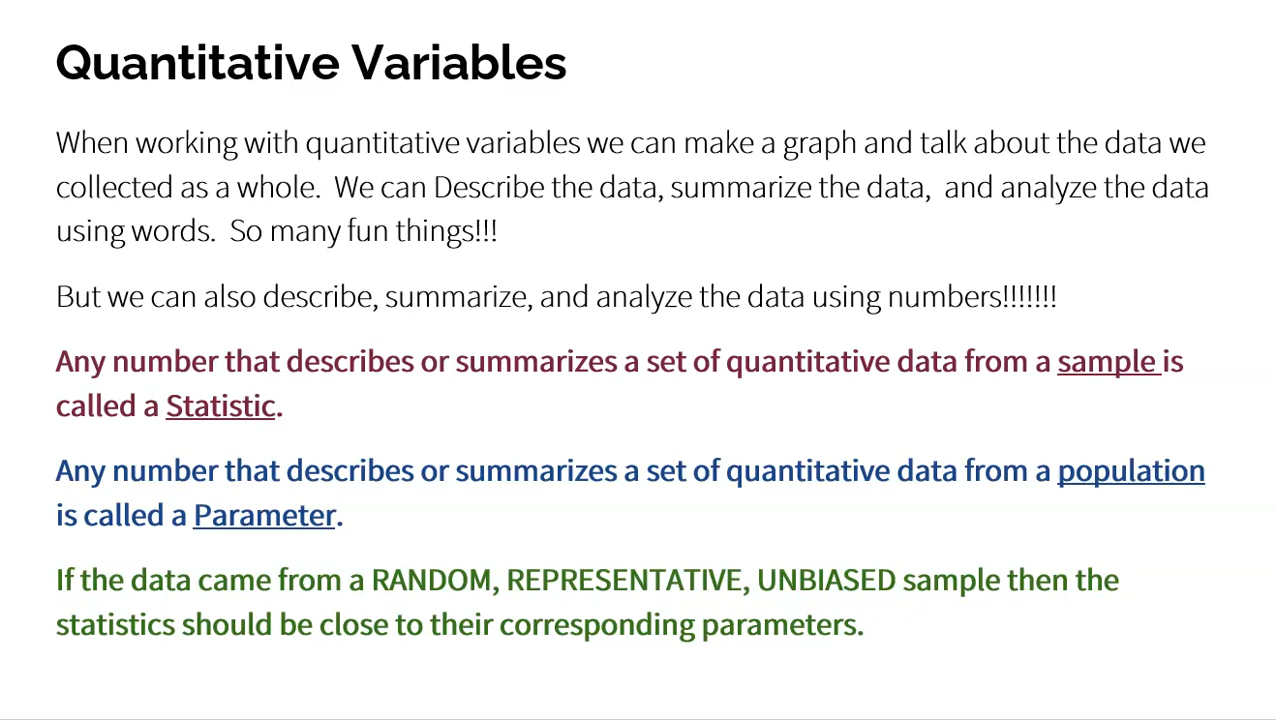 Quantitative Variables
When working with quantitative variables we can make a graph and talk about the data we
collected as a whole.  We can Describe the data, summarize the data,  and analyze the data
using words.  So many fun things!!!
But we can also describe, summarize, and analyze the data using numbers!!!!!!!
Any number that describes or summarizes a set of quantitative data from a sample is
called a Statistic.
Any number that describes or summarizes a set of quantitative data from a population
is called a Parameter.
If the data came from a RANDOM, REPRESENTATIVE, UNBIASED sample then the
statistics should be close to their corresponding parameters.